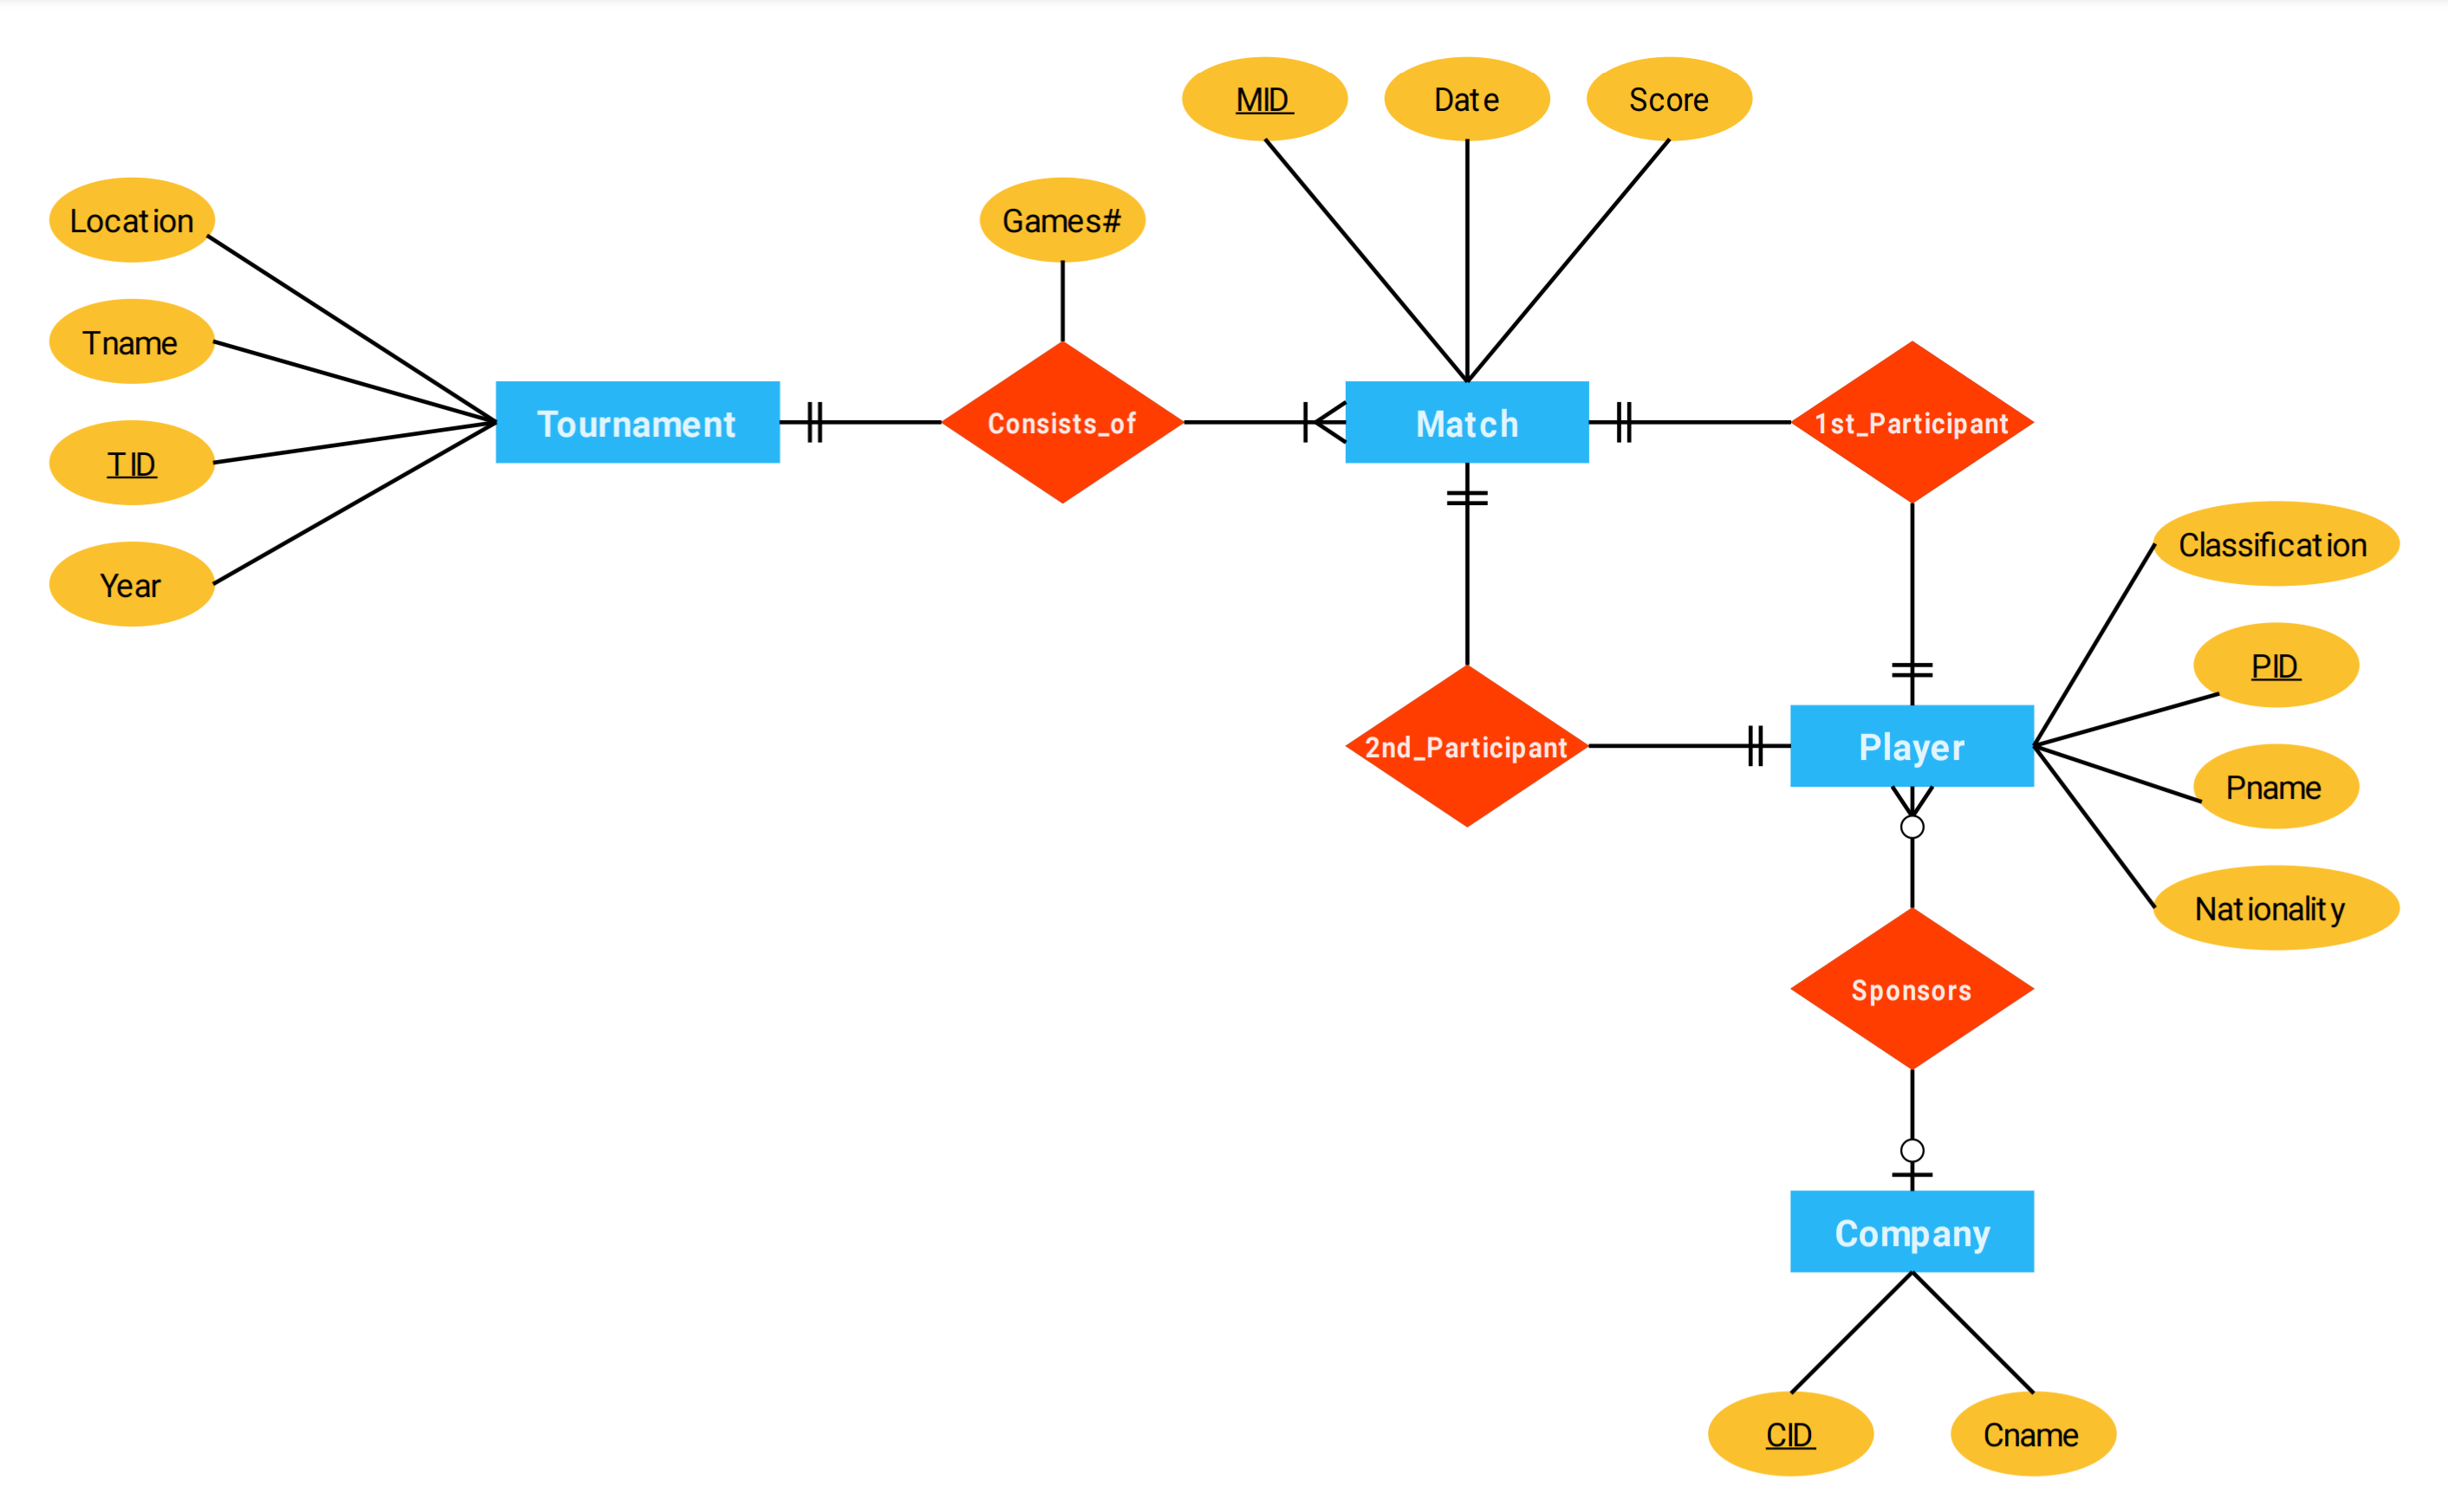 MID
Date
Score
Location
Games#
Tname
Tournament
Consists_of
Match
1st_Participant
TID
Year
Classification
PID
2nd_Participant
Player
Pname
Nationality
Sponsors
Company
CID
Cname